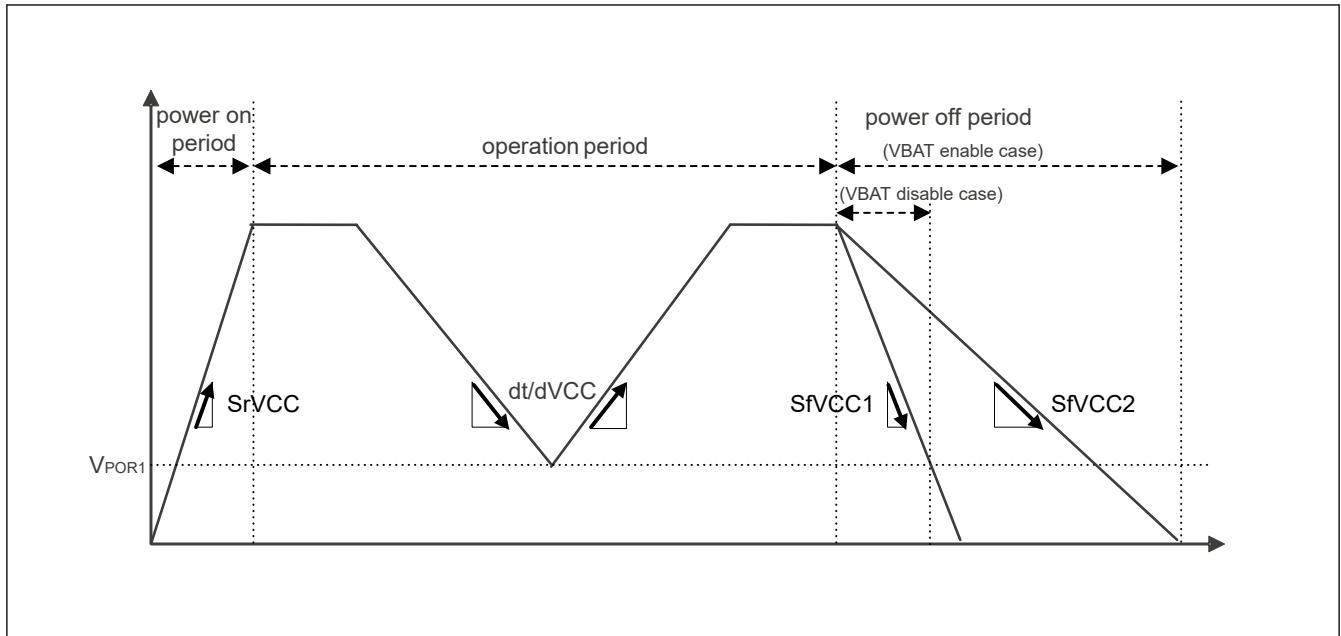 power on
period
operation period
power off period
(VBAT enable case)
(VBAT disable case)
SrVCC
dt/dVCC
SfVCC1
SfVCC2
VPOR1